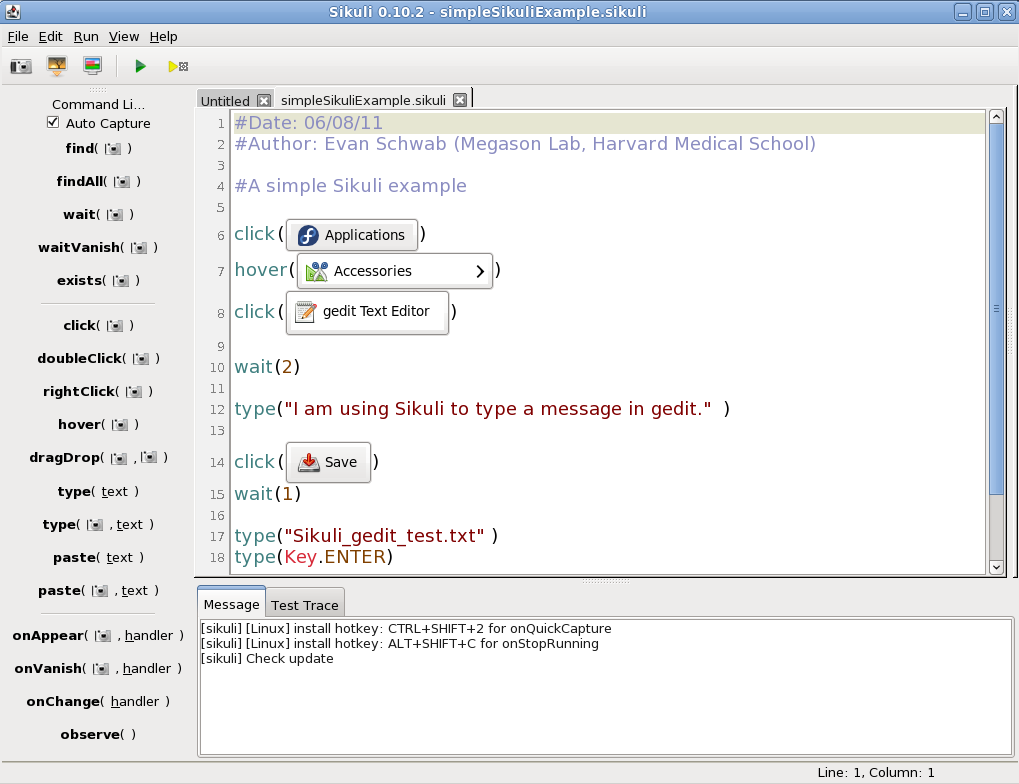 Sikuli 0.10.2 - simpleSikuliExample.sikuli
File Edit Run View Help
Command Li...
Auto Capture
find( )
findAll( )
wait( )
waitVanish( )
exists( )
click( )
doubleClick( )
rightClick( )
hover( )
dragDrop( , )
type( text )
type( , text )
paste( text )
paste( , text )
onAppear( , handler )
onVanish( , handler )
onChange( handler )
observe( )
Untitled simpleSikuliExample.sikuli
1 #Date: 06/08/11
2 #Author: Evan Schwab (Megason Lab, Harvard Medical School)
3
4 #A simple Sikuli example
5
6 click( Applications )
7 hover( Accessories )
8 click( gedit Text Editor )
9
10 wait(2)
11
12 type("I am using Sikuli to type a message in gedit." )
13
14 click( Save )
15 wait(1)
16
17 type("Sikuli_gedit_test.txt" )
18 type(Key.ENTER)
Message Test Trace
[sikuli] [Linux] install hotkey: CTRL+SHIFT+2 for onQuickCapture
[sikuli] [Linux] install hotkey: ALT+SHIFT+C for onStopRunning
[sikuli] Check update
Line: 1, Column: 1